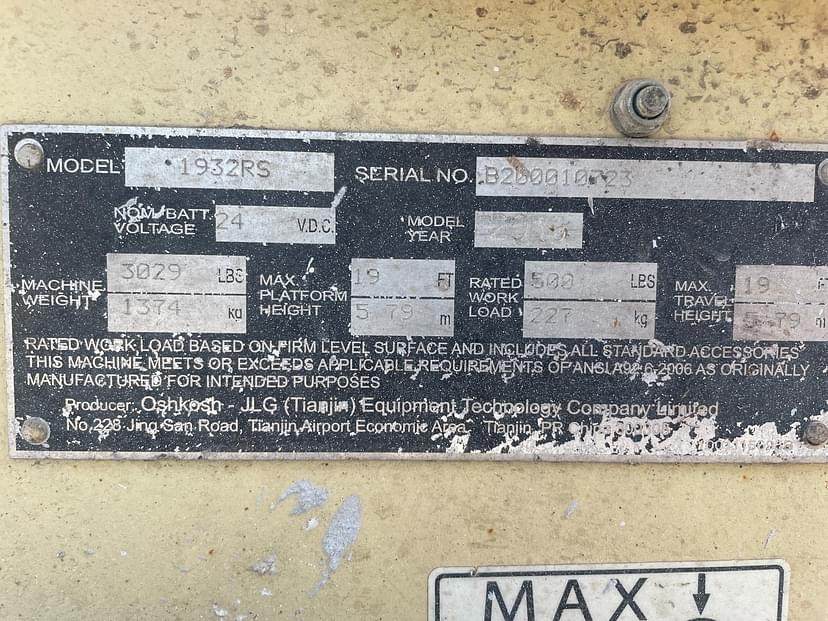 MODEL 1932RS SERIAL NO. B200010723
NOM. BATT. VOLTAGE 24 V.D.C. MODEL YEAR
MACHINE WEIGHT 3029 LBS 1374 kg MAX. PLATFORM HEIGHT 19 FT 5.79 m RATED WORK LOAD 500 LBS 227 kg MAX. TRAVEL HEIGHT 19 5.79 m
RATED WORK LOAD BASED ON FIRM LEVEL SURFACE AND INCLUDES ALL STANDARD ACCESSORIES
THIS MACHINE MEETS OR EXCEEDS APPLICABLE REQUIREMENTS OF ANSI A92.6-2006 AS ORIGINALLY
MANUFACTURED FOR INTENDED PURPOSES
Producer: Oshkosh - JLG (Tianjin) Equipment Technology Company Limited
No,228 Jing San Road, Tianjin Airport Economic Area, Tianjin, PR
MAX